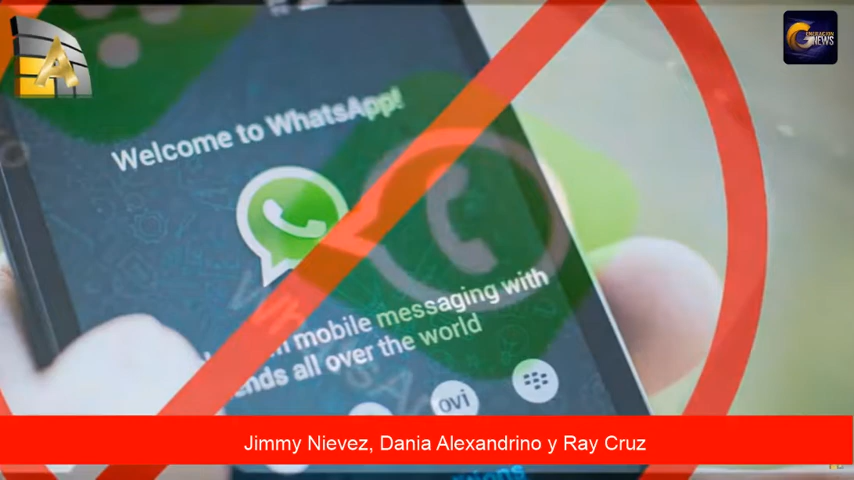 GENERACION
NEWS
A
Welcome to WhatsApp!
mobile messaging with
ends all over the world
ovi
Jimmy Nievez, Dania Alexandrino y Ray Cruz